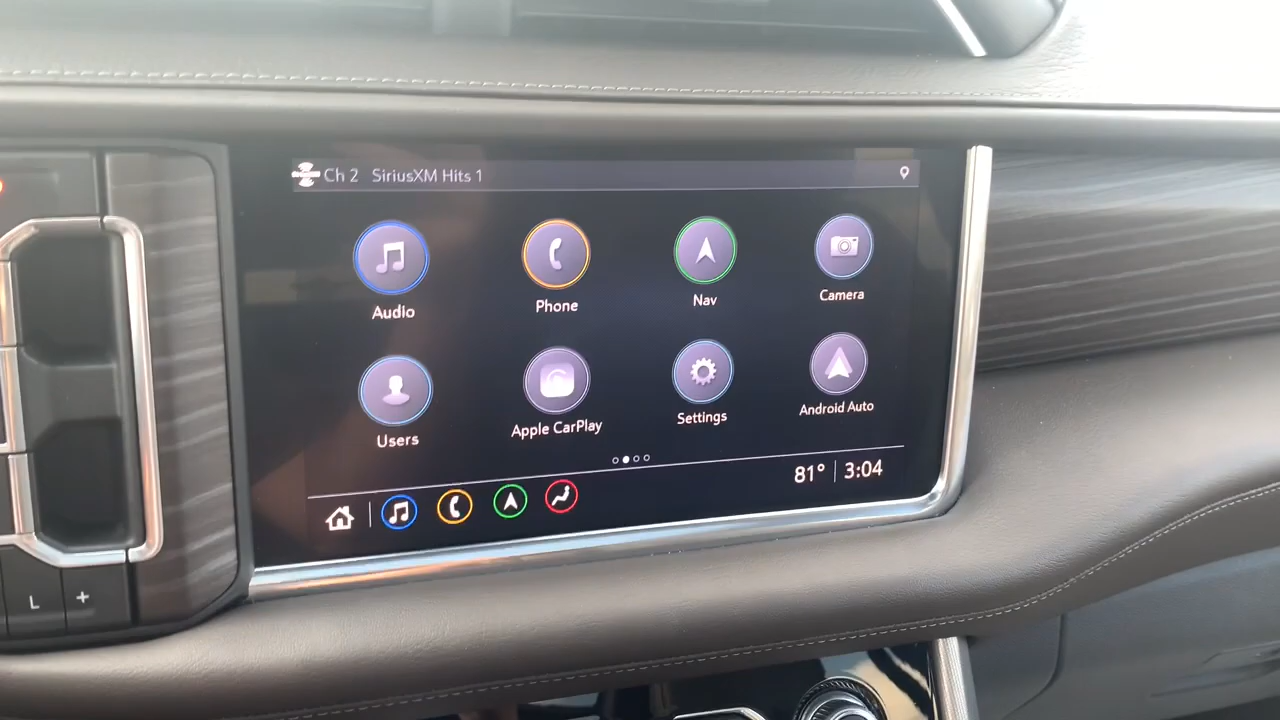 Ch 2 SiriusXM Hits 1
Audio Phone Nav Camera
Users Apple CarPlay Settings Android Auto
81° 3:04
L +